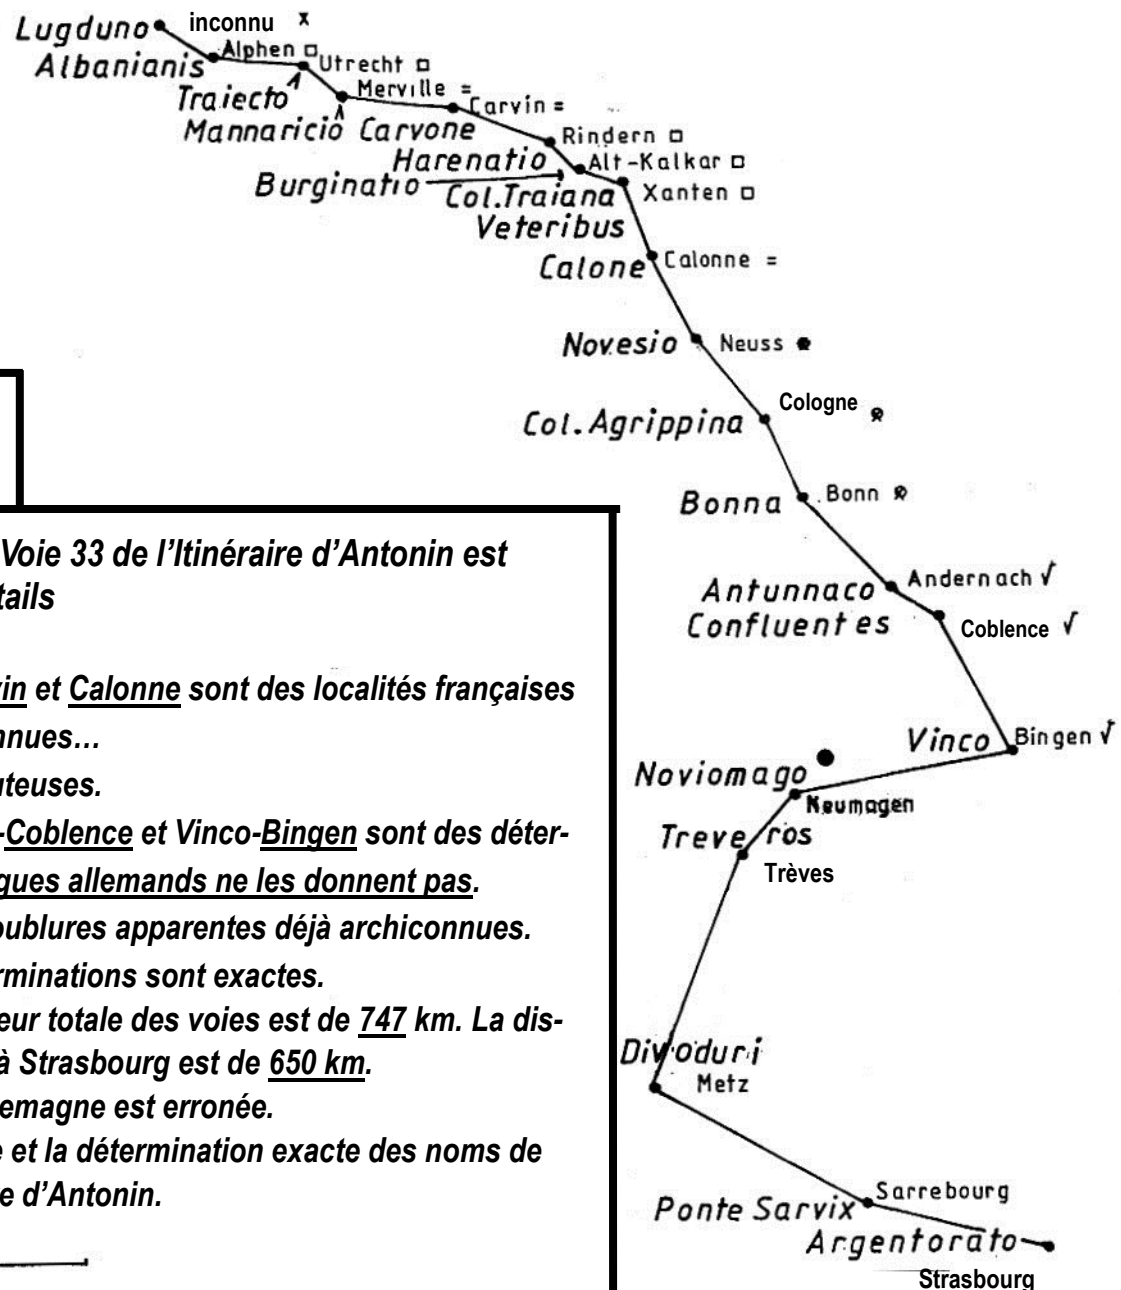 Lugduno inconnu x
Albanianis Alphen □
Traiecto Utrecht □
Mannaricio Merville =
Carvone Carvin =
Harenatio Rindern □
Burginatio Alt-Kalkar □
Col. Traiana Xanten □
Veteribus
Calone Calonne =
Novesio Neuss
Col. Agrippina Cologne
Bonna Bonn
Antunnaco Andernach √
Confluentes Coblence √
Vinco Bingen √
Noviomago Neumagen
Treveros Trèves
Divoduri Metz
Ponte Sarvix Sarrebourg
Argentorato
Strasbourg
Voie 33 de l’Itinéraire d’Antonin est
tails
vin et Calonne sont des localités françaises
nnues…
uteuses.
-Coblence et Vinco-Bingen sont des déter-
gues allemands ne les donnent pas.
oublures apparentes déjà archiconnues.
rminations sont exactes.
eur totale des voies est de 747 km. La dis-
à Strasbourg est de 650 km.
lemagne est erronée.
e et la détermination exacte des noms de
re d’Antonin.